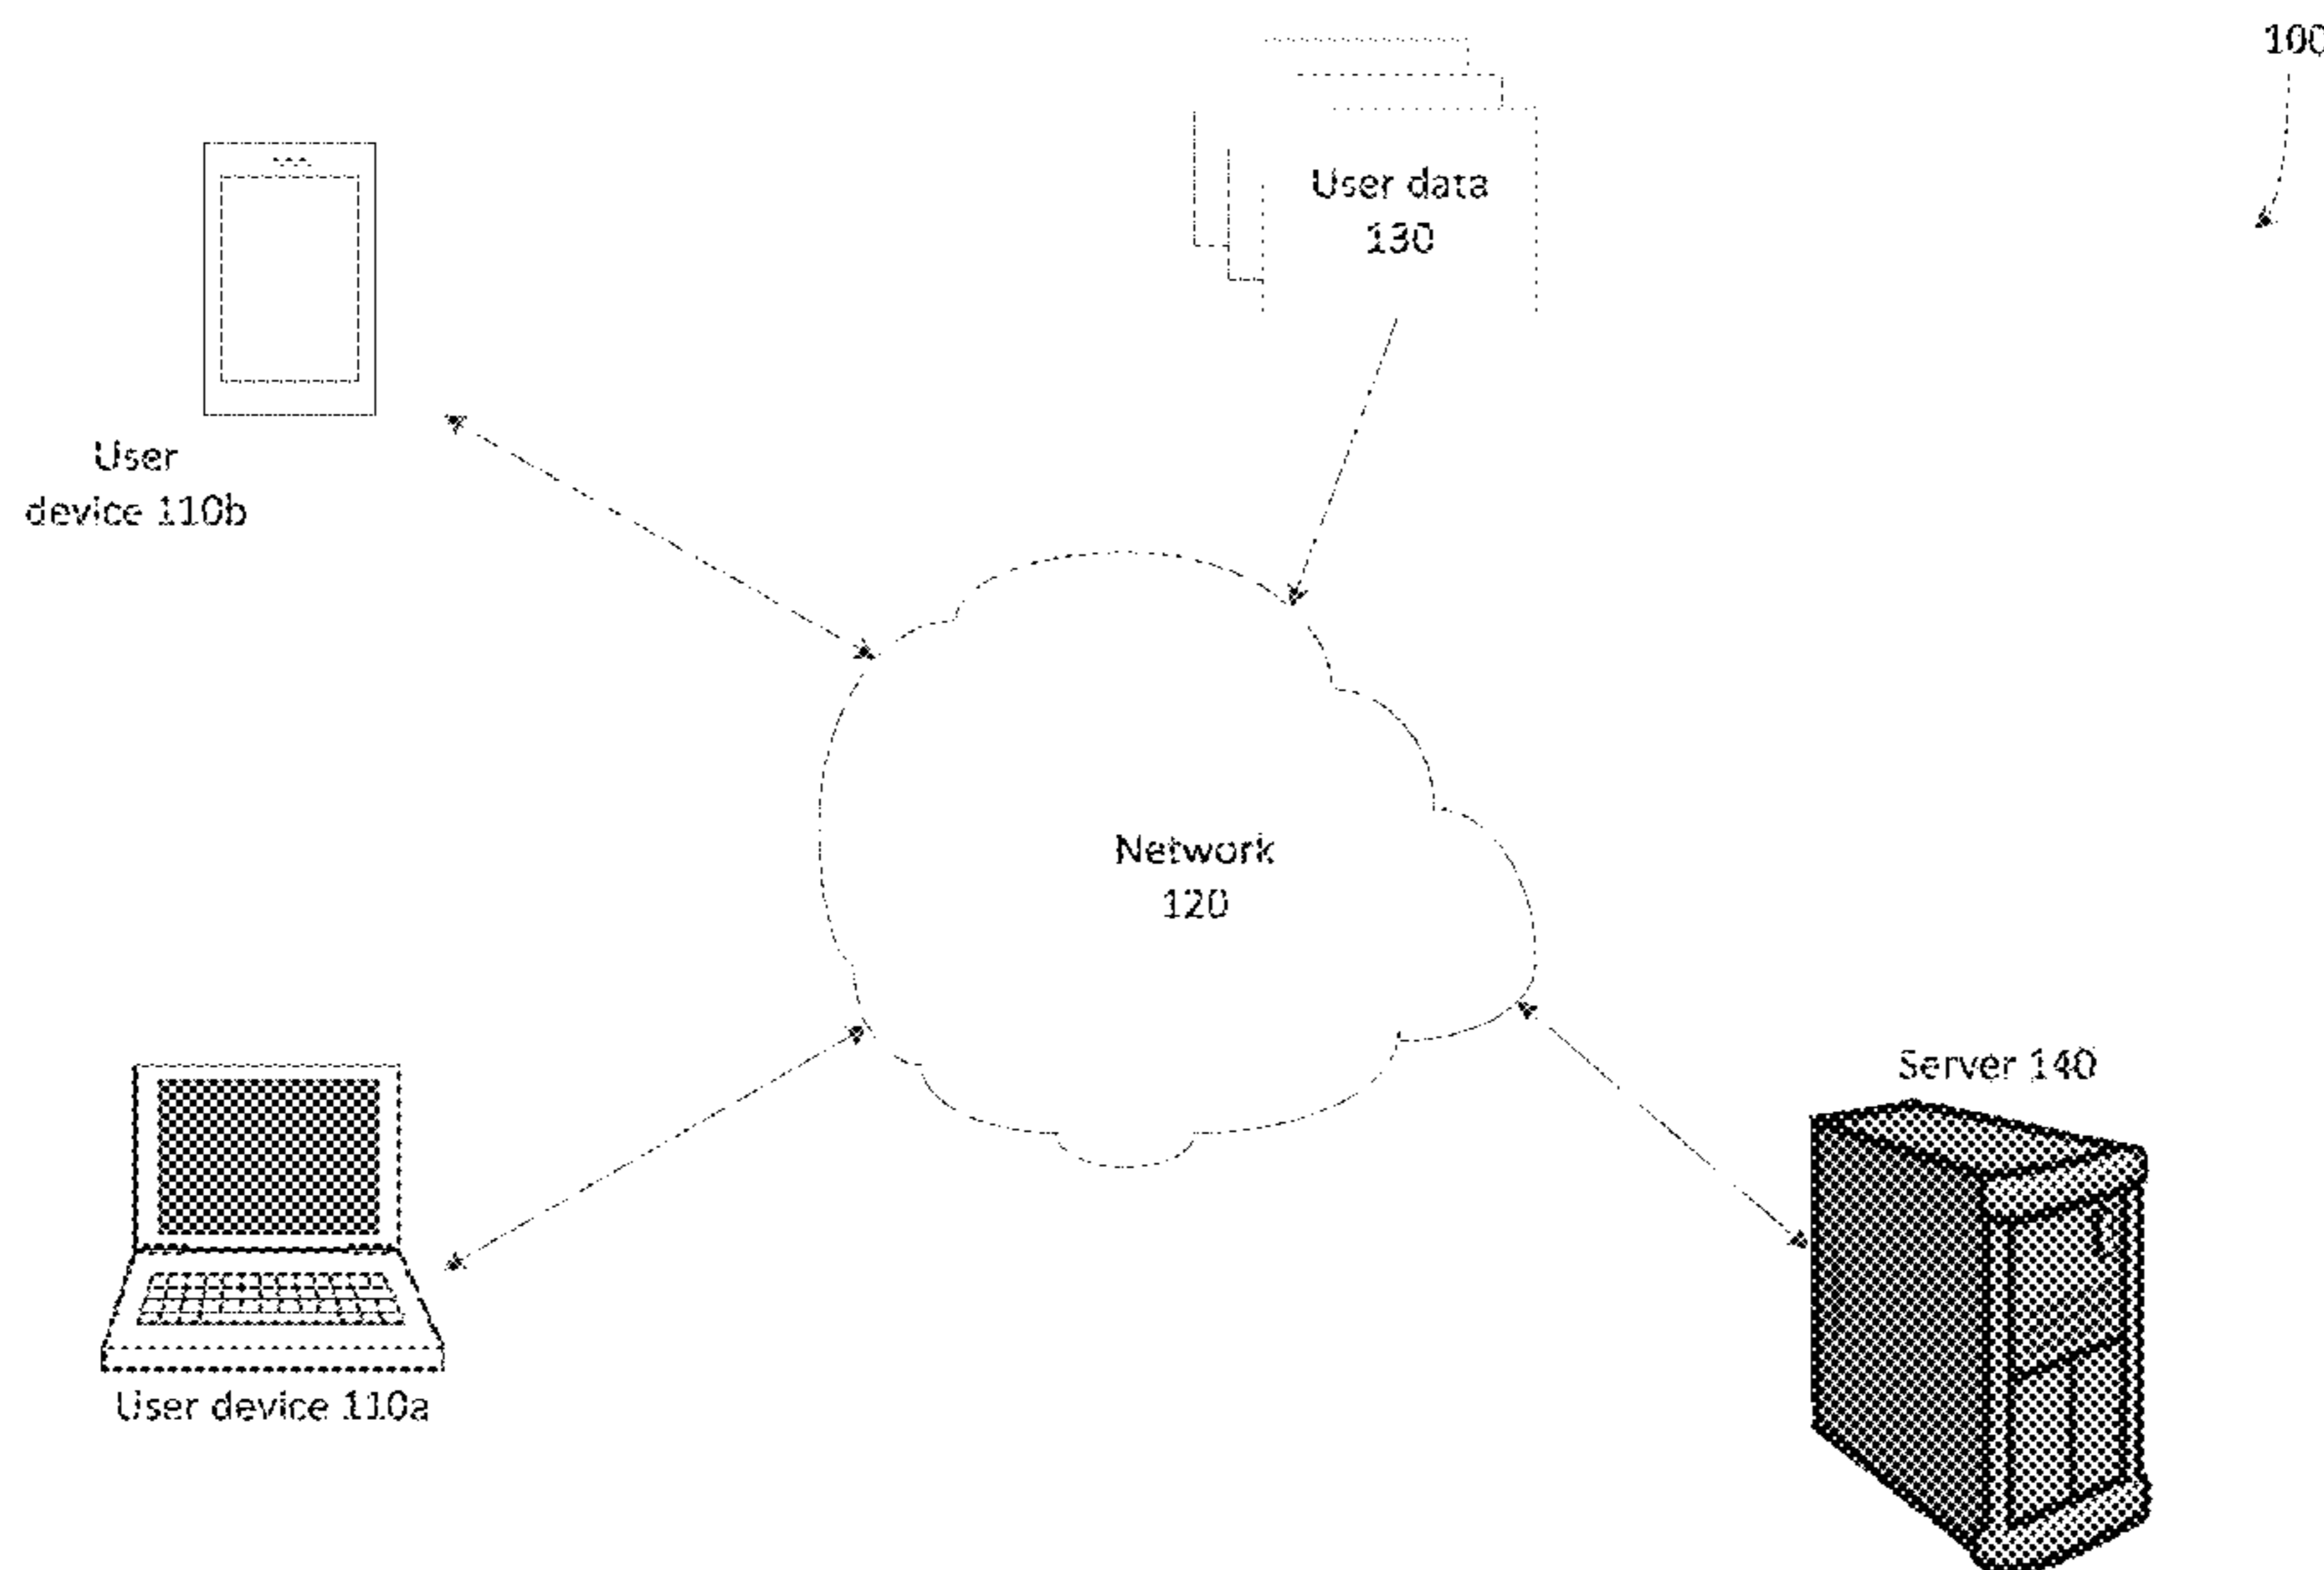 100
User data
130
User
device 110b
Network
120
Server 140
User device 110a